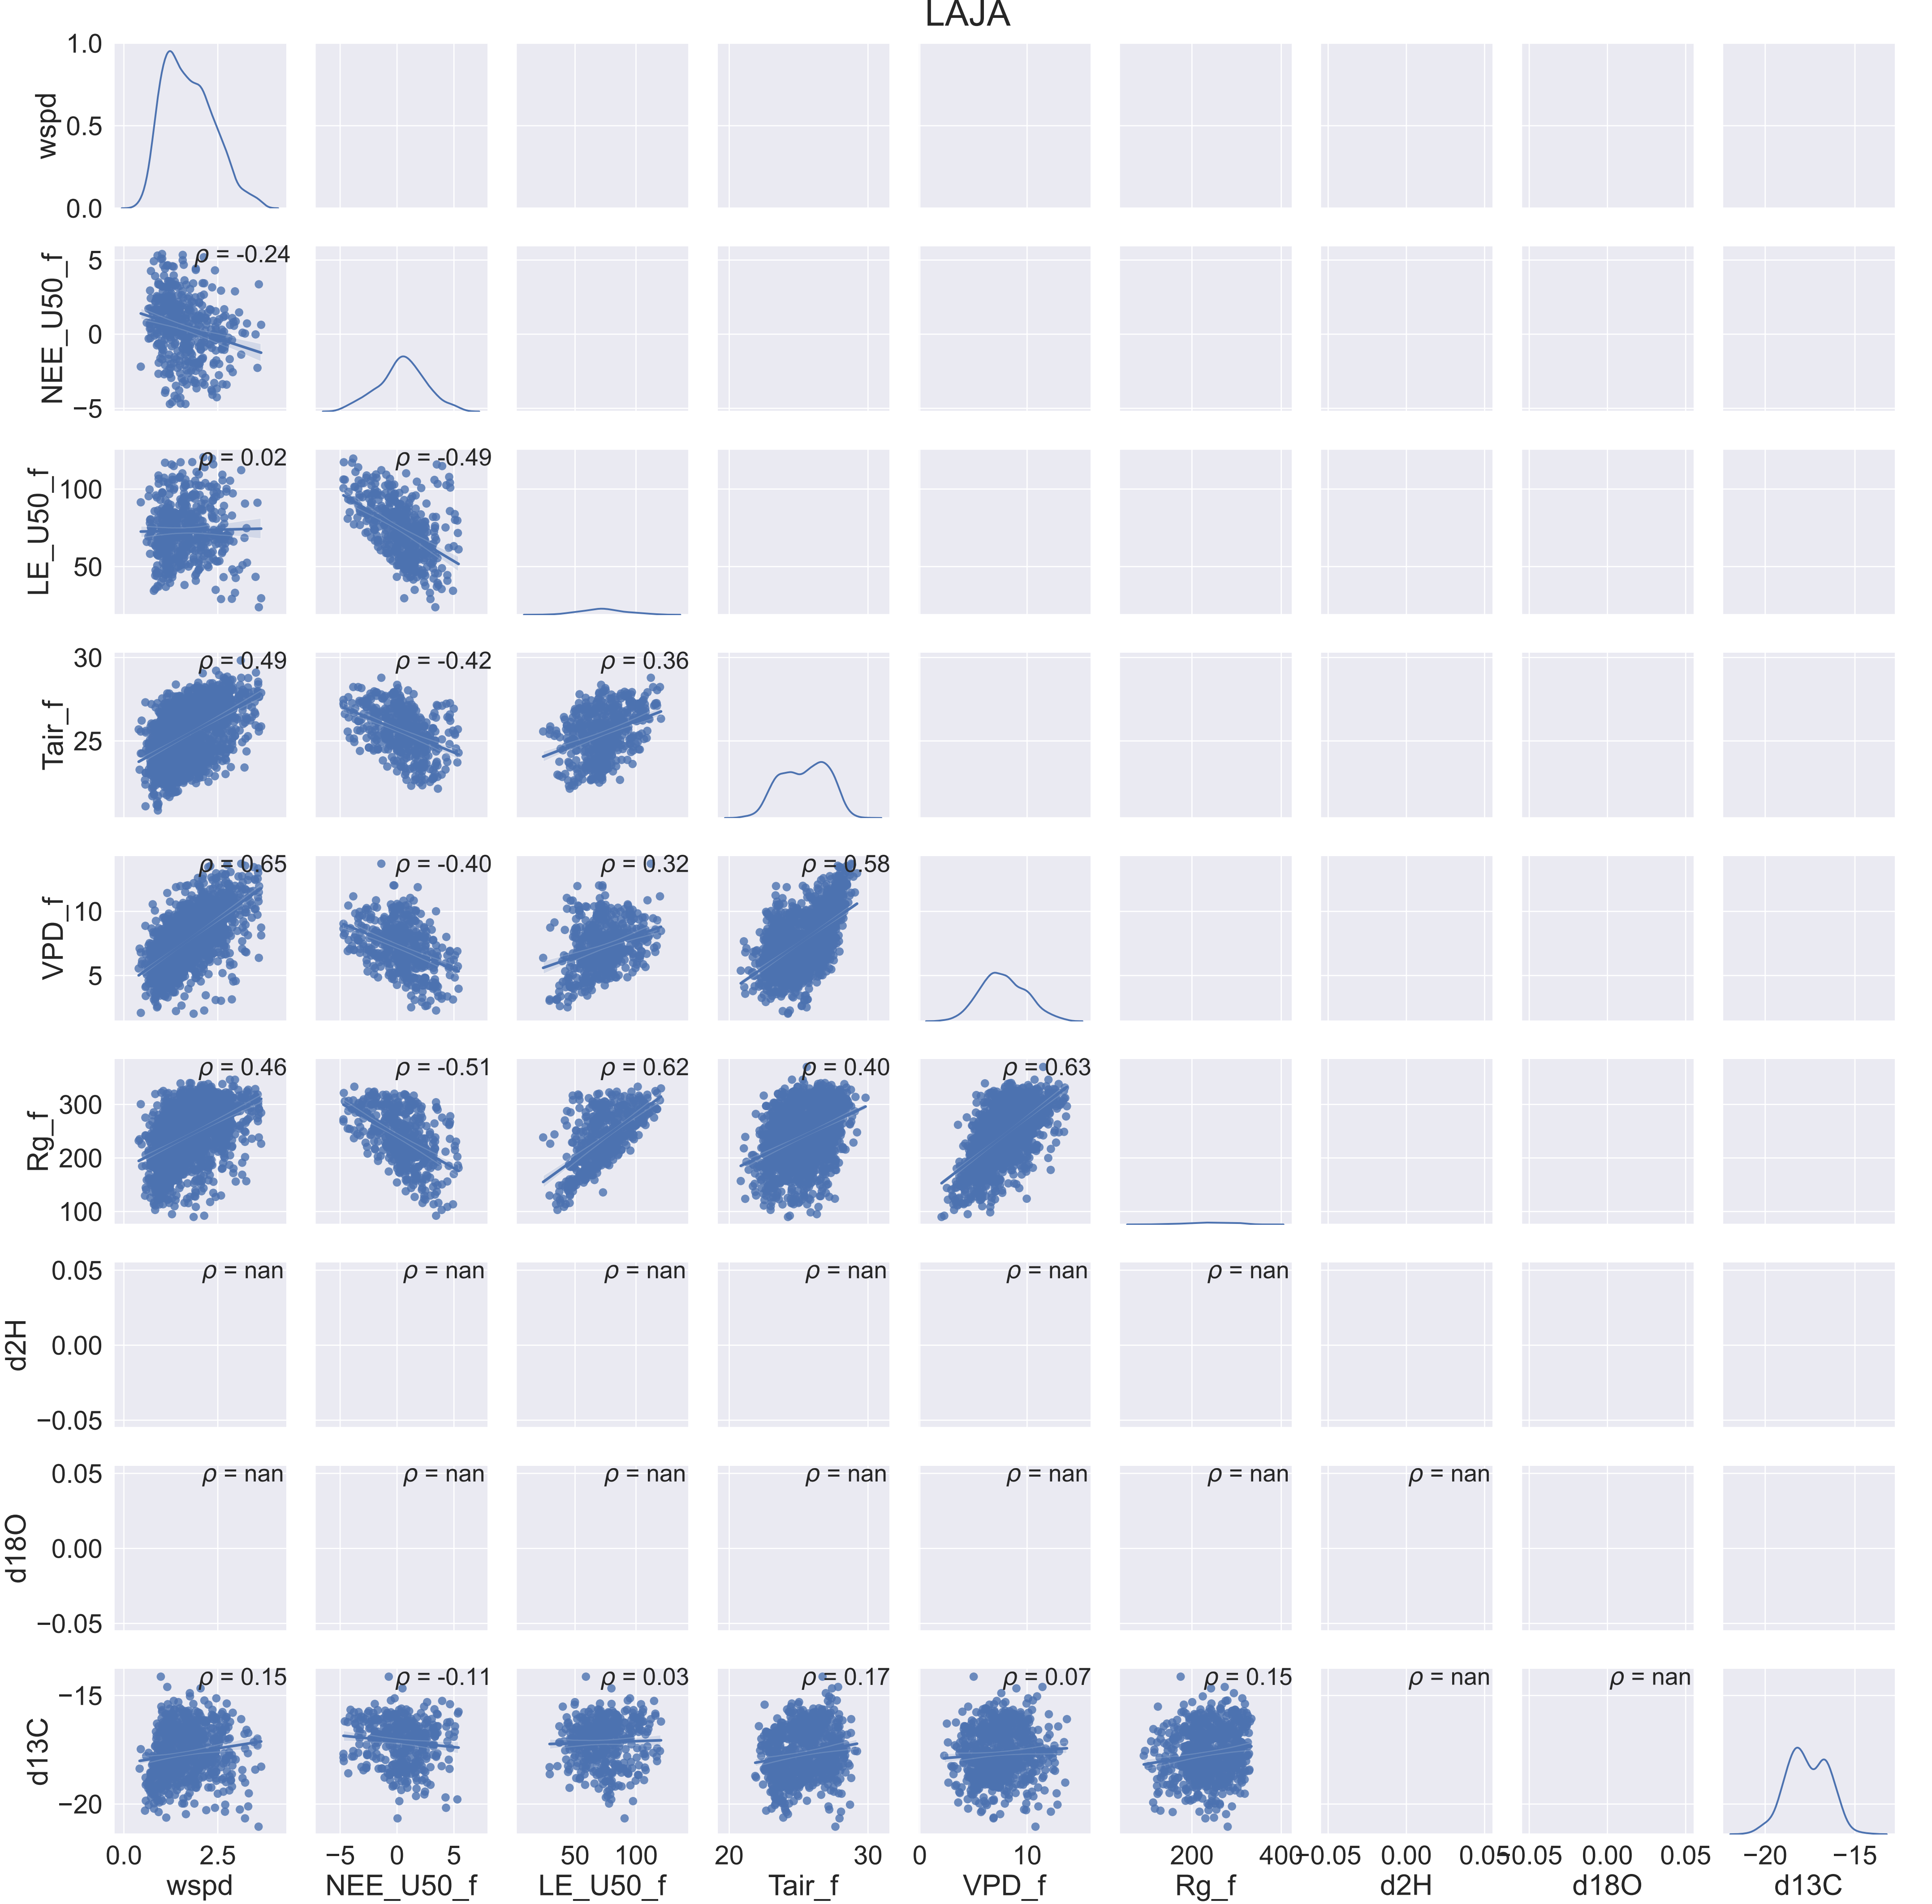 LAJA
1.0
wspd
0.5
0.0
ρ = -0.24
5
NEE_U50_f
0
−5
ρ = 0.02
ρ = -0.49
100
LE_U50_f
50
ρ = 0.49
ρ = -0.42
ρ = 0.36
30
Tair_f
25
ρ = 0.65
ρ = -0.40
ρ = 0.32
ρ = 0.58
10
VPD_f
5
ρ = 0.46
ρ = -0.51
ρ = 0.62
ρ = 0.40
ρ = 0.63
300
Rg_f
200
100
ρ = nan
ρ = nan
ρ = nan
ρ = nan
ρ = nan
ρ = nan
0.05
d2H
0.00
−0.05
ρ = nan
ρ = nan
ρ = nan
ρ = nan
ρ = nan
ρ = nan
ρ = nan
0.05
d18O
0.00
−0.05
ρ = 0.15
ρ = -0.11
ρ = 0.03
ρ = 0.17
ρ = 0.07
ρ = 0.15
ρ = nan
ρ = nan
−15
d13C
−20
0.0 2.5
−5 0 5
50 100
20 30
0 10
200 400
−0.05 0.00 0.05
−0.05 0.00 0.05
−20 −15
wspd
NEE_U50_f
LE_U50_f
Tair_f
VPD_f
Rg_f
d2H
d18O
d13C